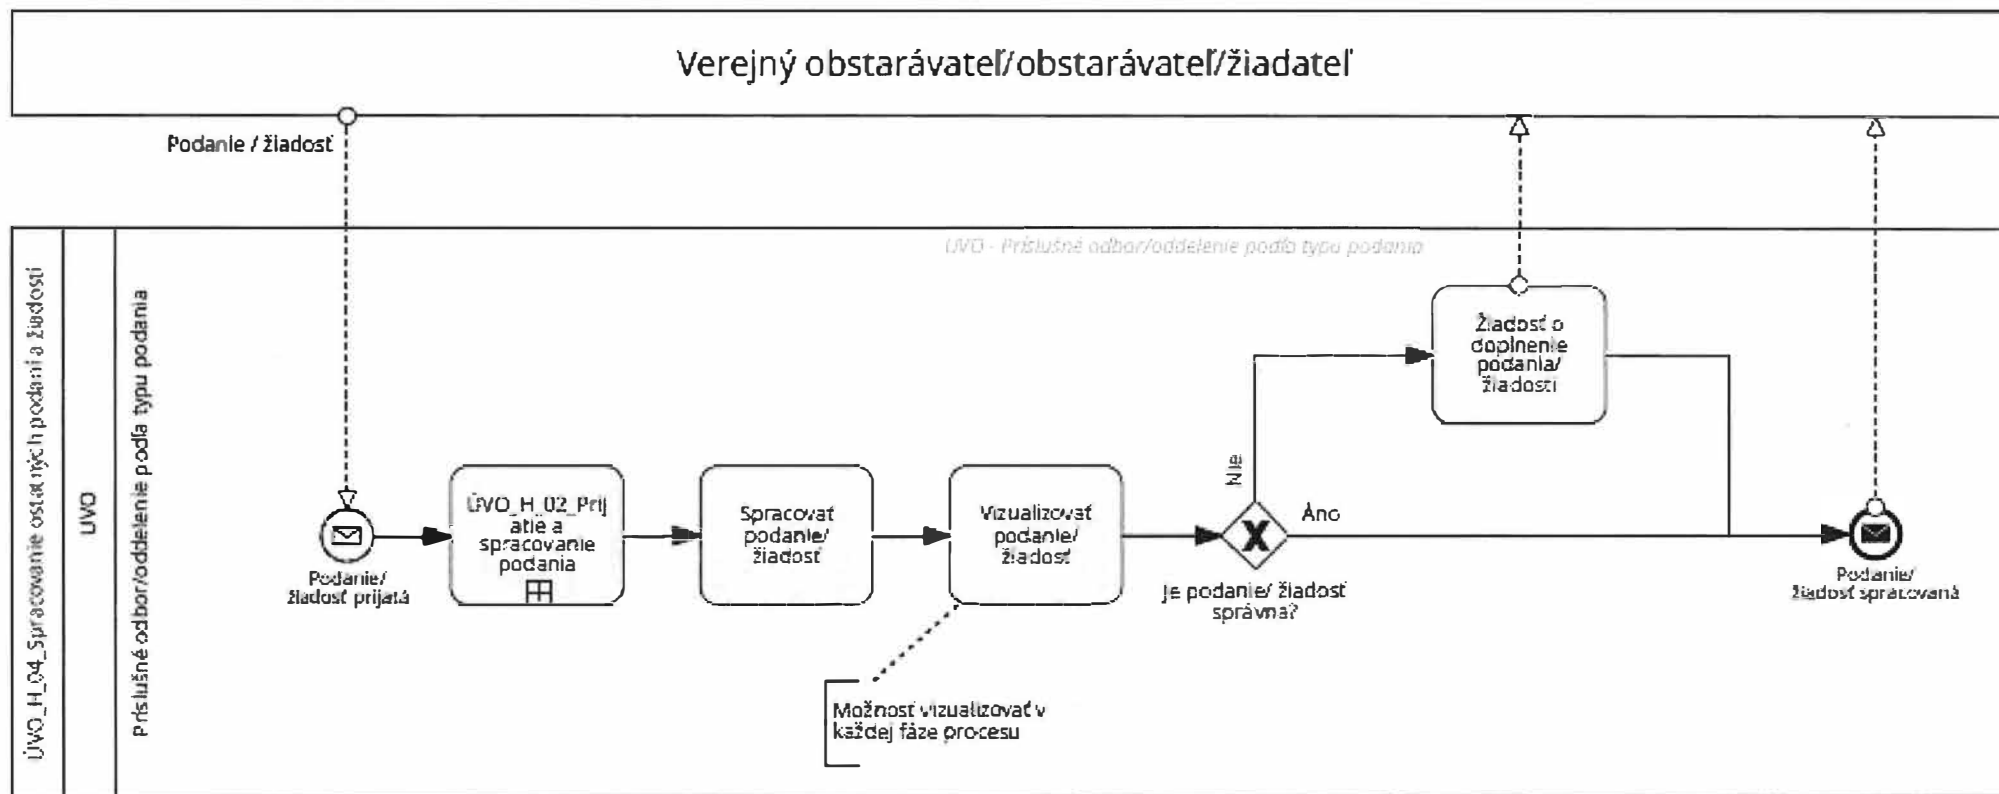 Verejný obstarávateľ/obstarávateľ/žiadateľ
Podanie / žiadosť
ÚVO - Príslušné odbor/oddelenie podľa typu podania
ÚVO_H_04_Spracovanie ostatných podaní a žiadostí
ÚVO
Príslušné odbor/oddelenie podľa typu podania
Žiadosť o
doplnenie
podania/
žiadosti
Nie
ÚVO_H_02_Prij
atie a
spracovanie
podania
Spracovať
podanie/
žiadosť
Vizualizovať
podanie/
žiadosť
Áno
Podanie/
žiadosť prijatá
Je podanie/ žiadosť
správna?
Podanie/
žiadosť spracovaná
Možnosť vizualizovať v
každej fáze procesu